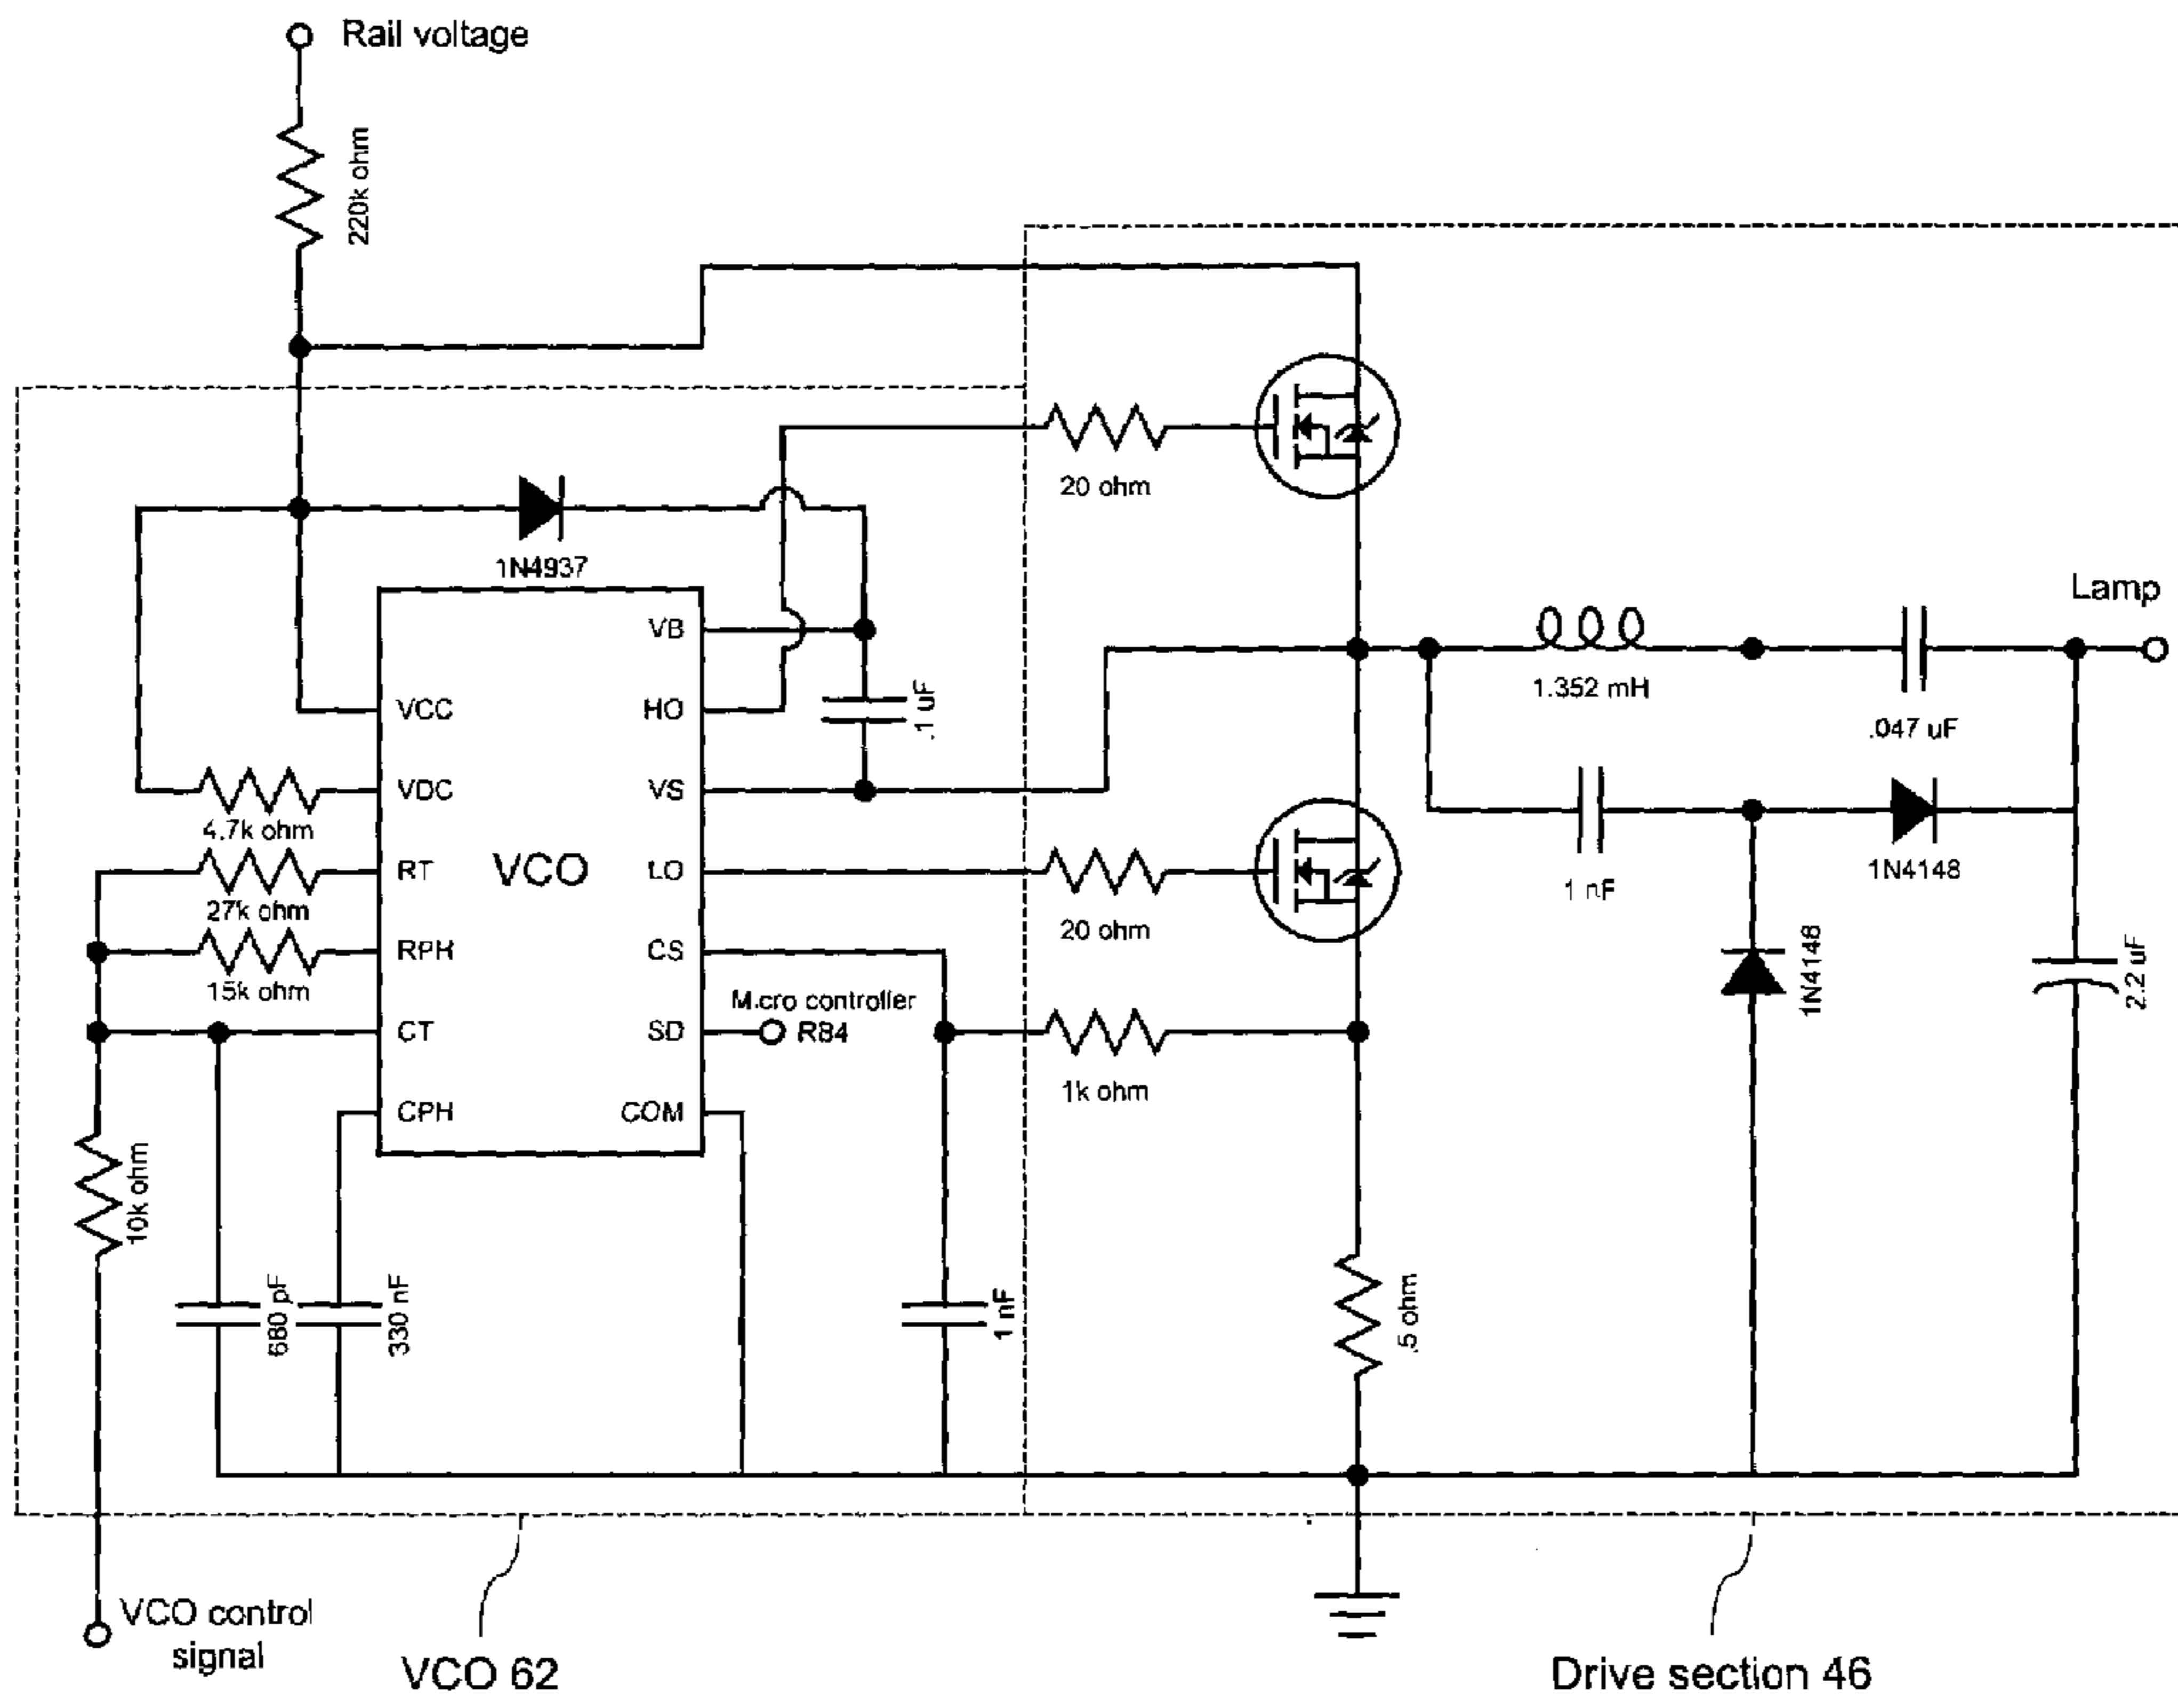 Rail voltage
220k ohm
20 ohm
1N4937
Lamp
VB
1.352 mH
VCC
HO
.1 uF
.047 uF
VDC
VS
4.7k ohm
RT
VCO
LO
1N4148
27k ohm
1 nF
20 ohm
RPH
CS
15k ohm
M.cro controller
1N4148
2.2 uF
CT
SD
R84
1k ohm
CPH
COM
10k ohm
680 pF
330 nF
1 nF
.5 ohm
VCO control
signal
VCO 62
Drive section 46